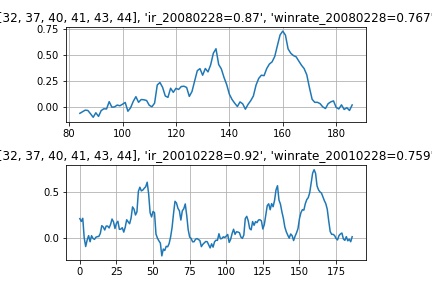 [32, 37, 40, 41, 43, 44], 'ir_20080228=0.87', 'winrate_20080228=0.767'
0.75
0.50
0.25
0.00
80 100 120 140 160 180
[32, 37, 40, 41, 43, 44], 'ir_20010228=0.92', 'winrate_20010228=0.759'
0.5
0.0
0 25 50 75 100 125 150 175